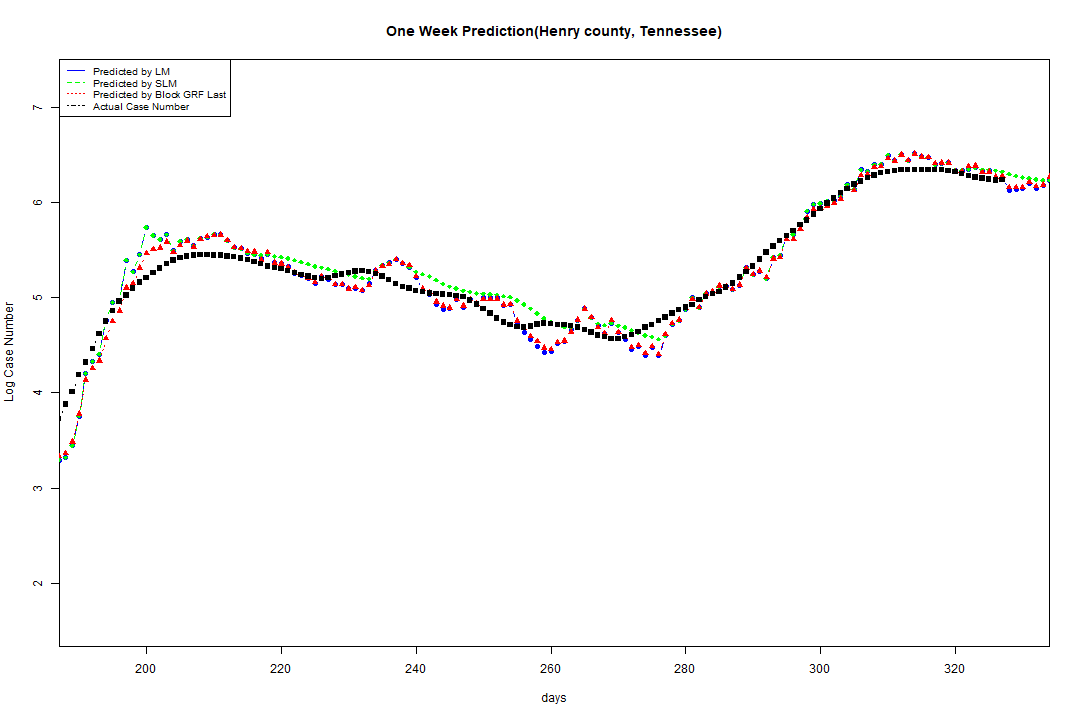 One Week Prediction(Henry county, Tennessee)
Predicted by LM
Predicted by SLM
Predicted by Block GRF Last
Actual Case Number
7
6
5
4
3
2
Log Case Number
200 220 240 260 280 300 320
days